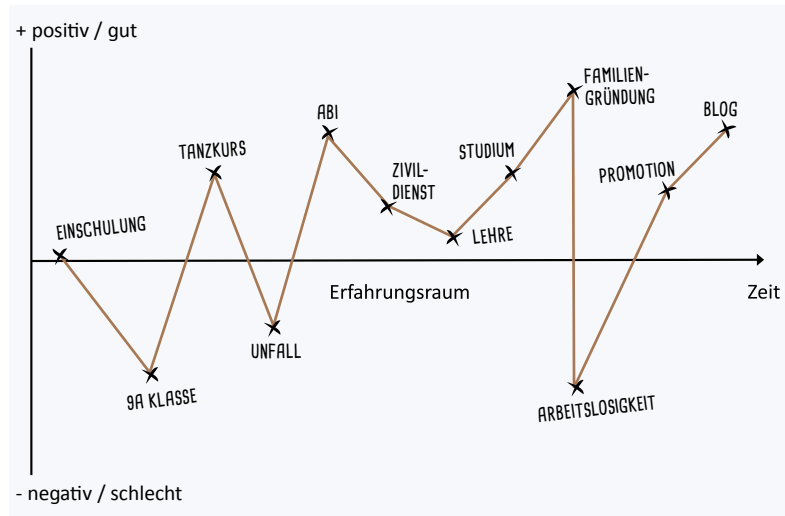 + positiv / gut
FAMILIEN-
GRÜNDUNG
ABI
BLOG
TANZKURS
STUDIUM
ZIVIL-
DIENST
PROMOTION
EINSCHULUNG
LEHRE
Erfahrungsraum
Zeit
UNFALL
9A KLASSE
ARBEITSLOSIGKEIT
- negativ / schlecht